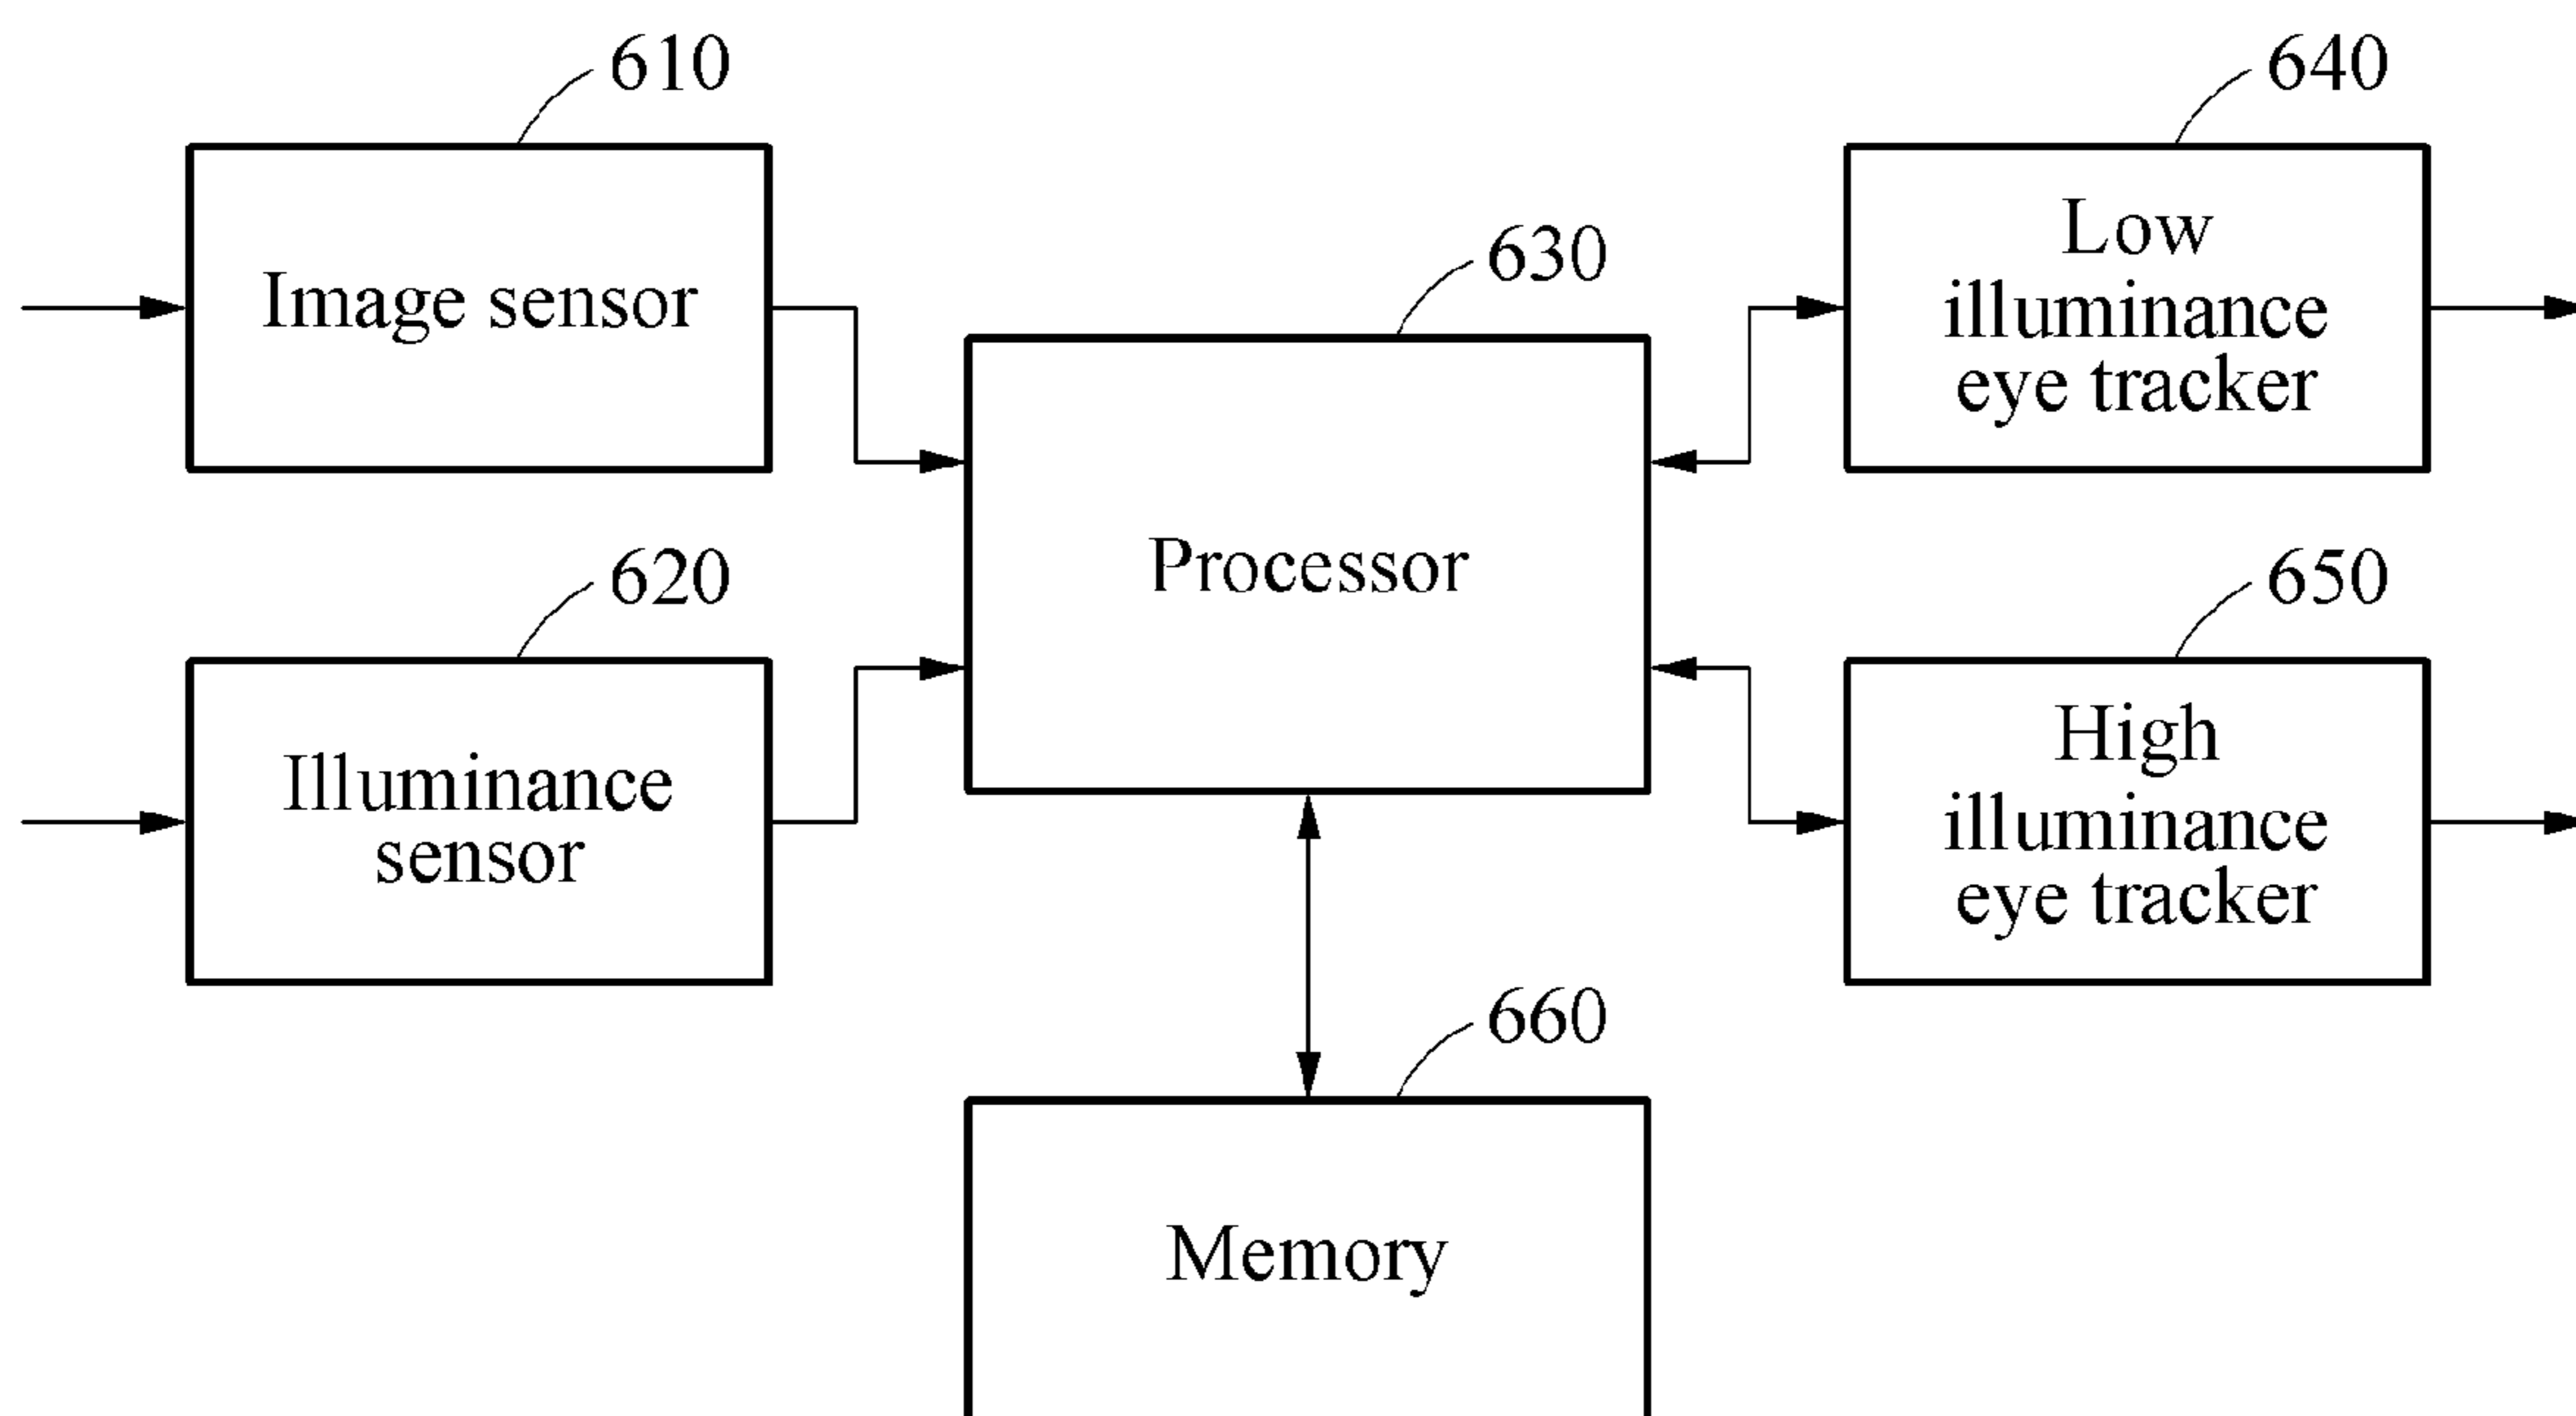 610
Image sensor
620
Illuminance
sensor
630
Processor
640
Low
illuminance
eye tracker
650
High
illuminance
eye tracker
660
Memory